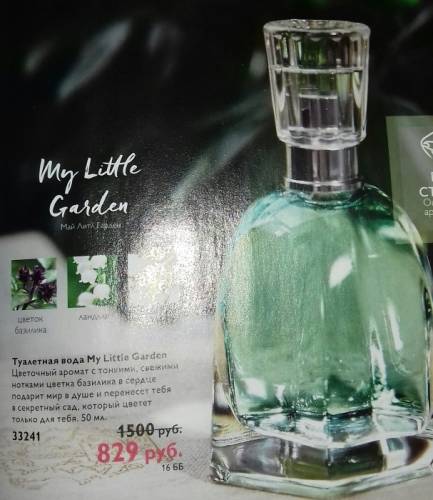 My Little
Garden
Май Литл Гарден
цветок
базилика
ландыш
Туалетная вода My Little Garden
Цветочный аромат с тонкими, свежими
нотками цветка базилика в сердце
подарит мир в душе и перенесет тебя
в секретный сад, который цветет
только для тебя. 50 мл.
33241
1500 руб.
829 руб.
16 ББ